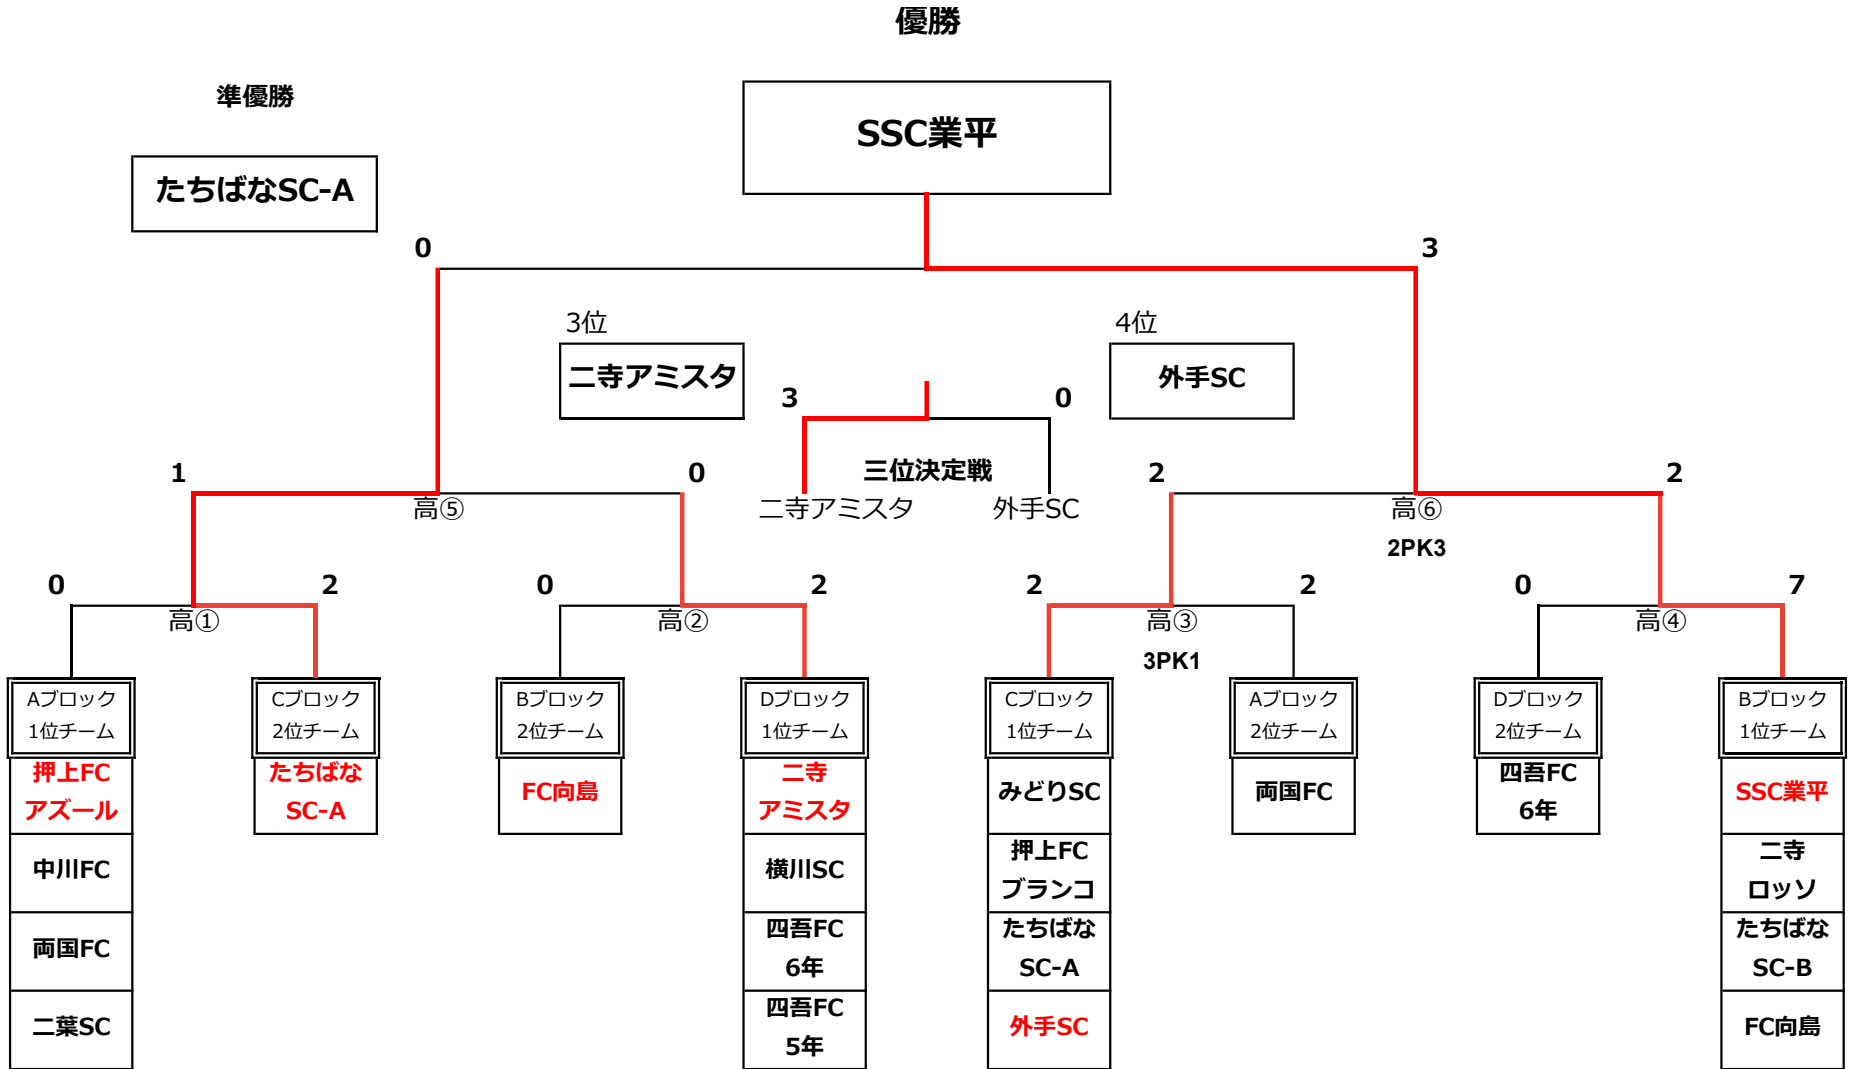 優勝
準優勝
SSC業平
たちばなSC-A
0
3
3位
4位
二寺アミスタ
外手SC
3
0
三位決定戦
1
0
2
2
高⑤
二寺アミスタ
外手SC
高⑥
2PK3
0
2
0
2
2
2
0
7
高①
高②
高③
高④
3PK1
Aブロック
1位チーム
Cブロック
2位チーム
Bブロック
2位チーム
Dブロック
1位チーム
Cブロック
1位チーム
Aブロック
2位チーム
Dブロック
2位チーム
Bブロック
1位チーム
押上FC
アズール
たちばな
SC-A
FC向島
二寺
アミスタ
みどりSC
両国FC
四吾FC
6年
SSC業平
中川FC
横川SC
押上FC
ブランコ
二寺
ロッソ
両国FC
四吾FC
6年
たちばな
SC-A
たちばな
SC-B
二葉SC
四吾FC
5年
外手SC
FC向島